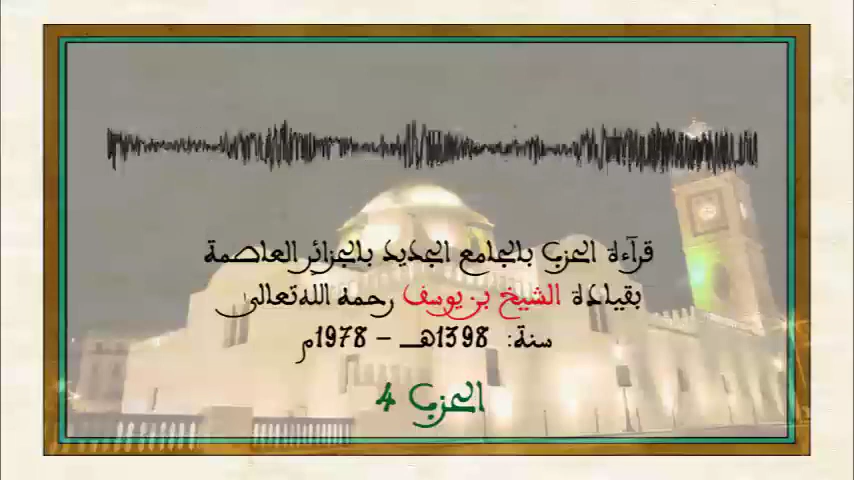 قرآءة الحزب بالجامع الجديد بالجزائر العاصمة
بقيادة الشيخ بن يوسف رحمه الله تعالى
سنة: 1398هـ – 1978م
الحزب 4